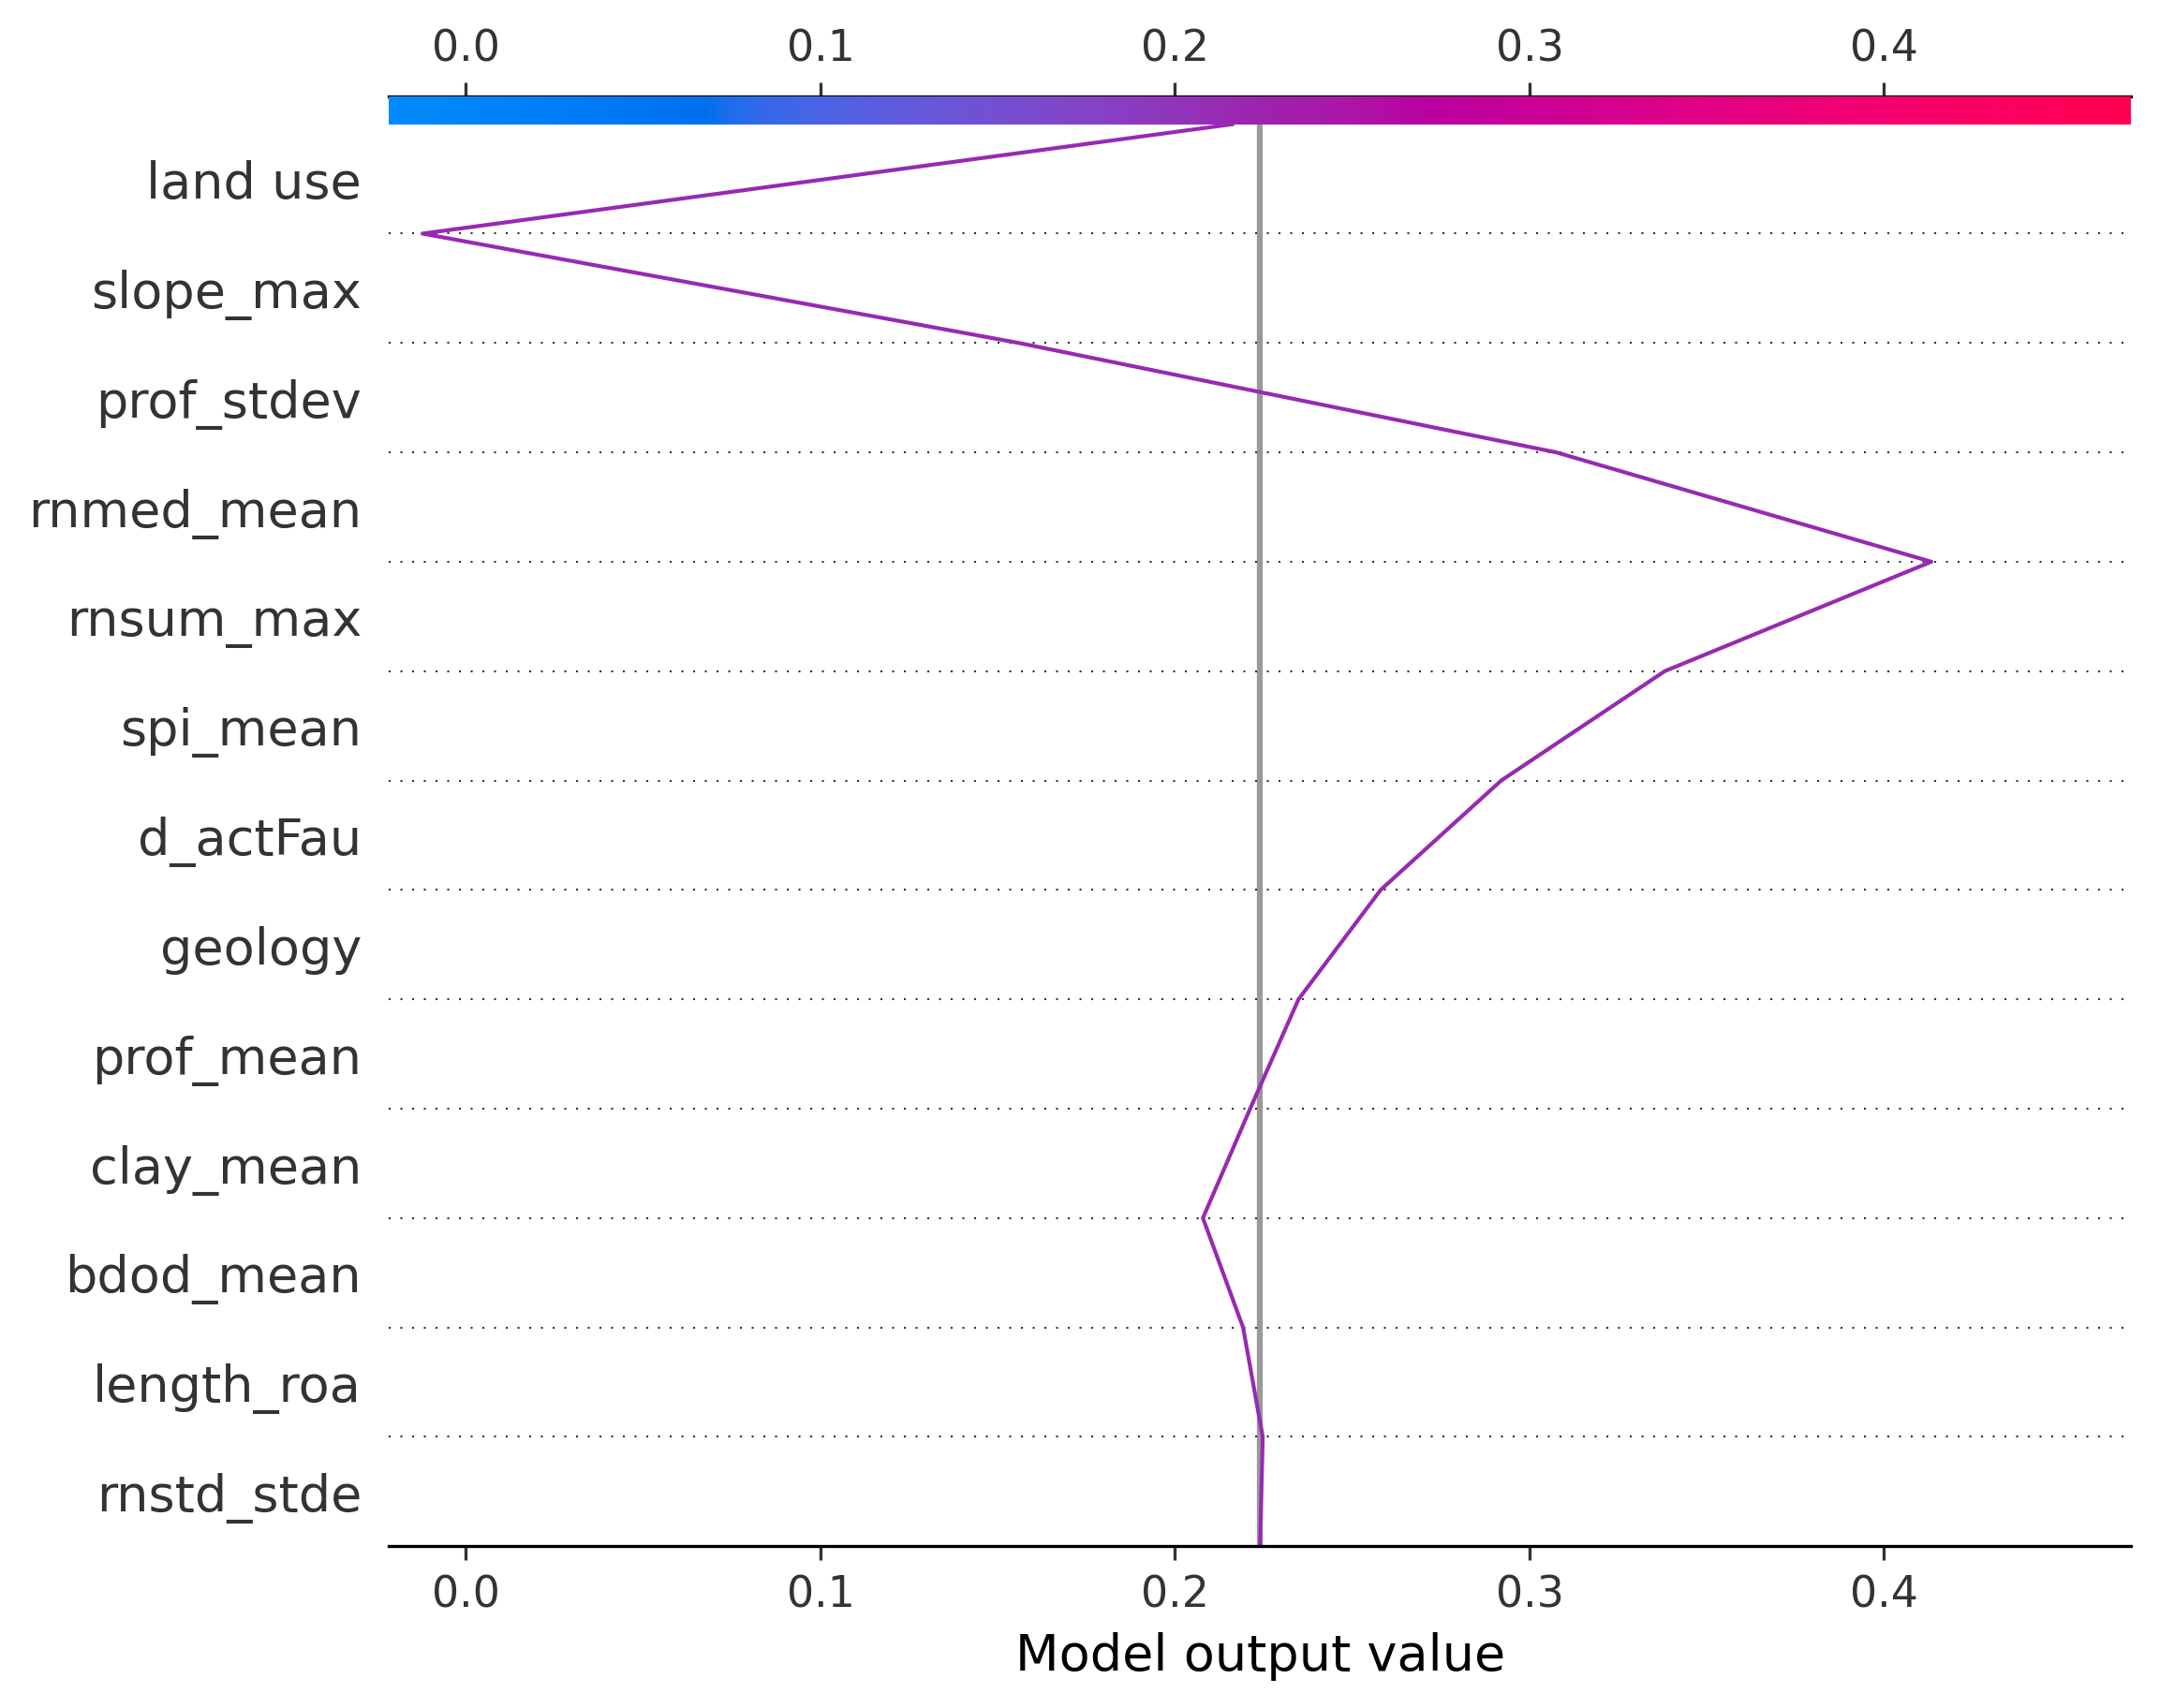 0.0 0.1 0.2 0.3 0.4
land use
slope_max
prof_stdev
rnmed_mean
rnsum_max
spi_mean
d_actFau
geology
prof_mean
clay_mean
bdod_mean
length_roa
rnstd_stde
0.0 0.1 0.2 0.3 0.4
Model output value